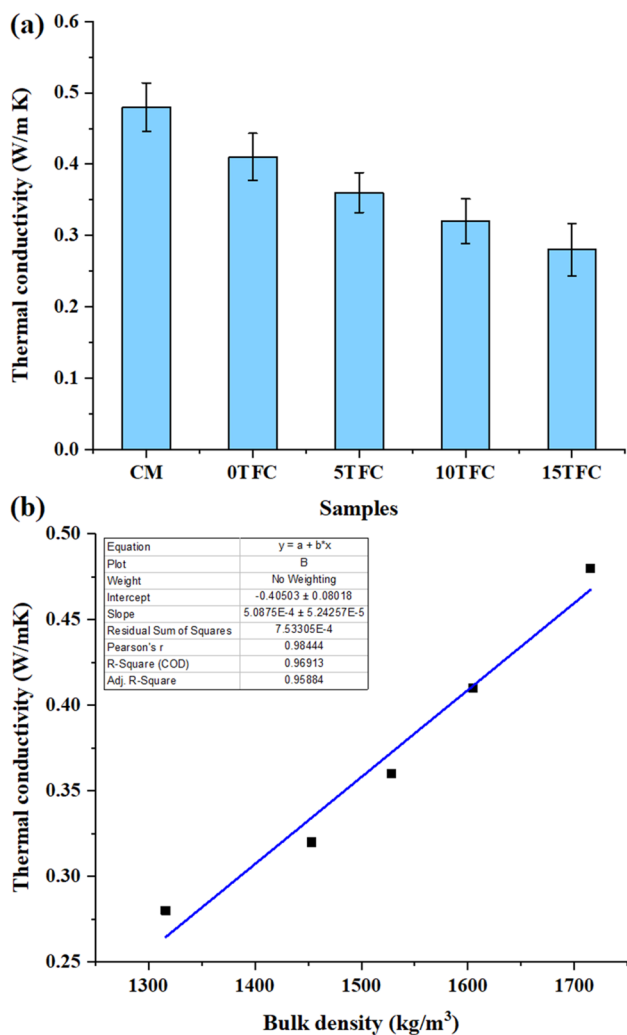 (a)
Thermal conductivity (W/m K)
0.6
0.5
0.4
0.3
0.2
0.1
0.0
CM 0TFC 5TFC 10TFC 15TFC
Samples
(b)
Thermal conductivity (W/mK)
0.50
0.45
0.40
0.35
0.30
0.25
Equation y = a + b*x
Plot B
Weight No Weighting
Intercept -0.40503 ± 0.08018
Slope 5.0875E-4 ± 5.24257E-5
Residual Sum of Squares 7.53305E-4
Pearson's r 0.98444
R-Square (COD) 0.96913
Adj. R-Square 0.95884
1300 1400 1500 1600 1700
Bulk density (kg/m³)